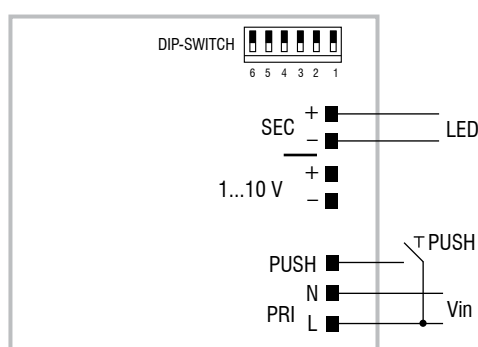 DIP-SWITCH
6 5 4 3 2 1
SEC + −
LED
1...10 V + −
PUSH
PUSH
PRI N L
Vin